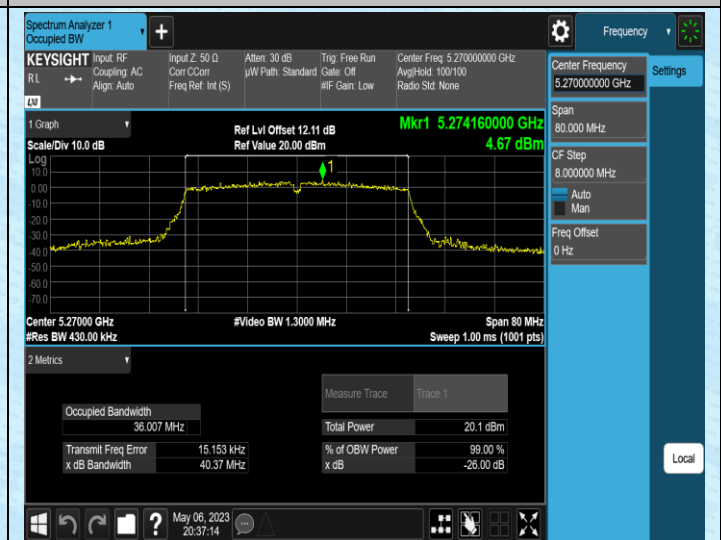 Spectrum Analyzer 1
Occupied BW
Frequency
KEYSIGHT
R L
LXI
Input: RF
Coupling: AC
Align: Auto
Input Z: 50 Ω
Corr CCorr
Freq Ref: Int (S)
Atten: 30 dB
µW Path: Standard
Trig: Free Run
Gate: Off
#IF Gain: Low
Center Freq: 5.270000000 GHz
Avg|Hold: 100/100
Radio Std: None
Center Frequency
5.270000000 GHz
Settings
Span
80.000 MHz
CF Step
8.000000 MHz
Auto
Man
Freq Offset
0 Hz
1 Graph
Scale/Div 10.0 dB
Ref Lvl Offset 12.11 dB
Ref Value 20.00 dBm
Mkr1 5.274160000 GHz
4.67 dBm
Log
10.0
0.00
-10.0
-20.0
-30.0
-40.0
-50.0
-60.0
-70.0
1
Center 5.27000 GHz
#Res BW 430.00 kHz
#Video BW 1.3000 MHz
Span 80 MHz
Sweep 1.00 ms (1001 pts)
2 Metrics
Measure Trace Trace 1
Occupied Bandwidth
36.007 MHz
Total Power 20.1 dBm
Transmit Freq Error 15.153 kHz
% of OBW Power 99.00 %
x dB Bandwidth 40.37 MHz
x dB -26.00 dB
Local
?
May 06, 2023
20:37:14